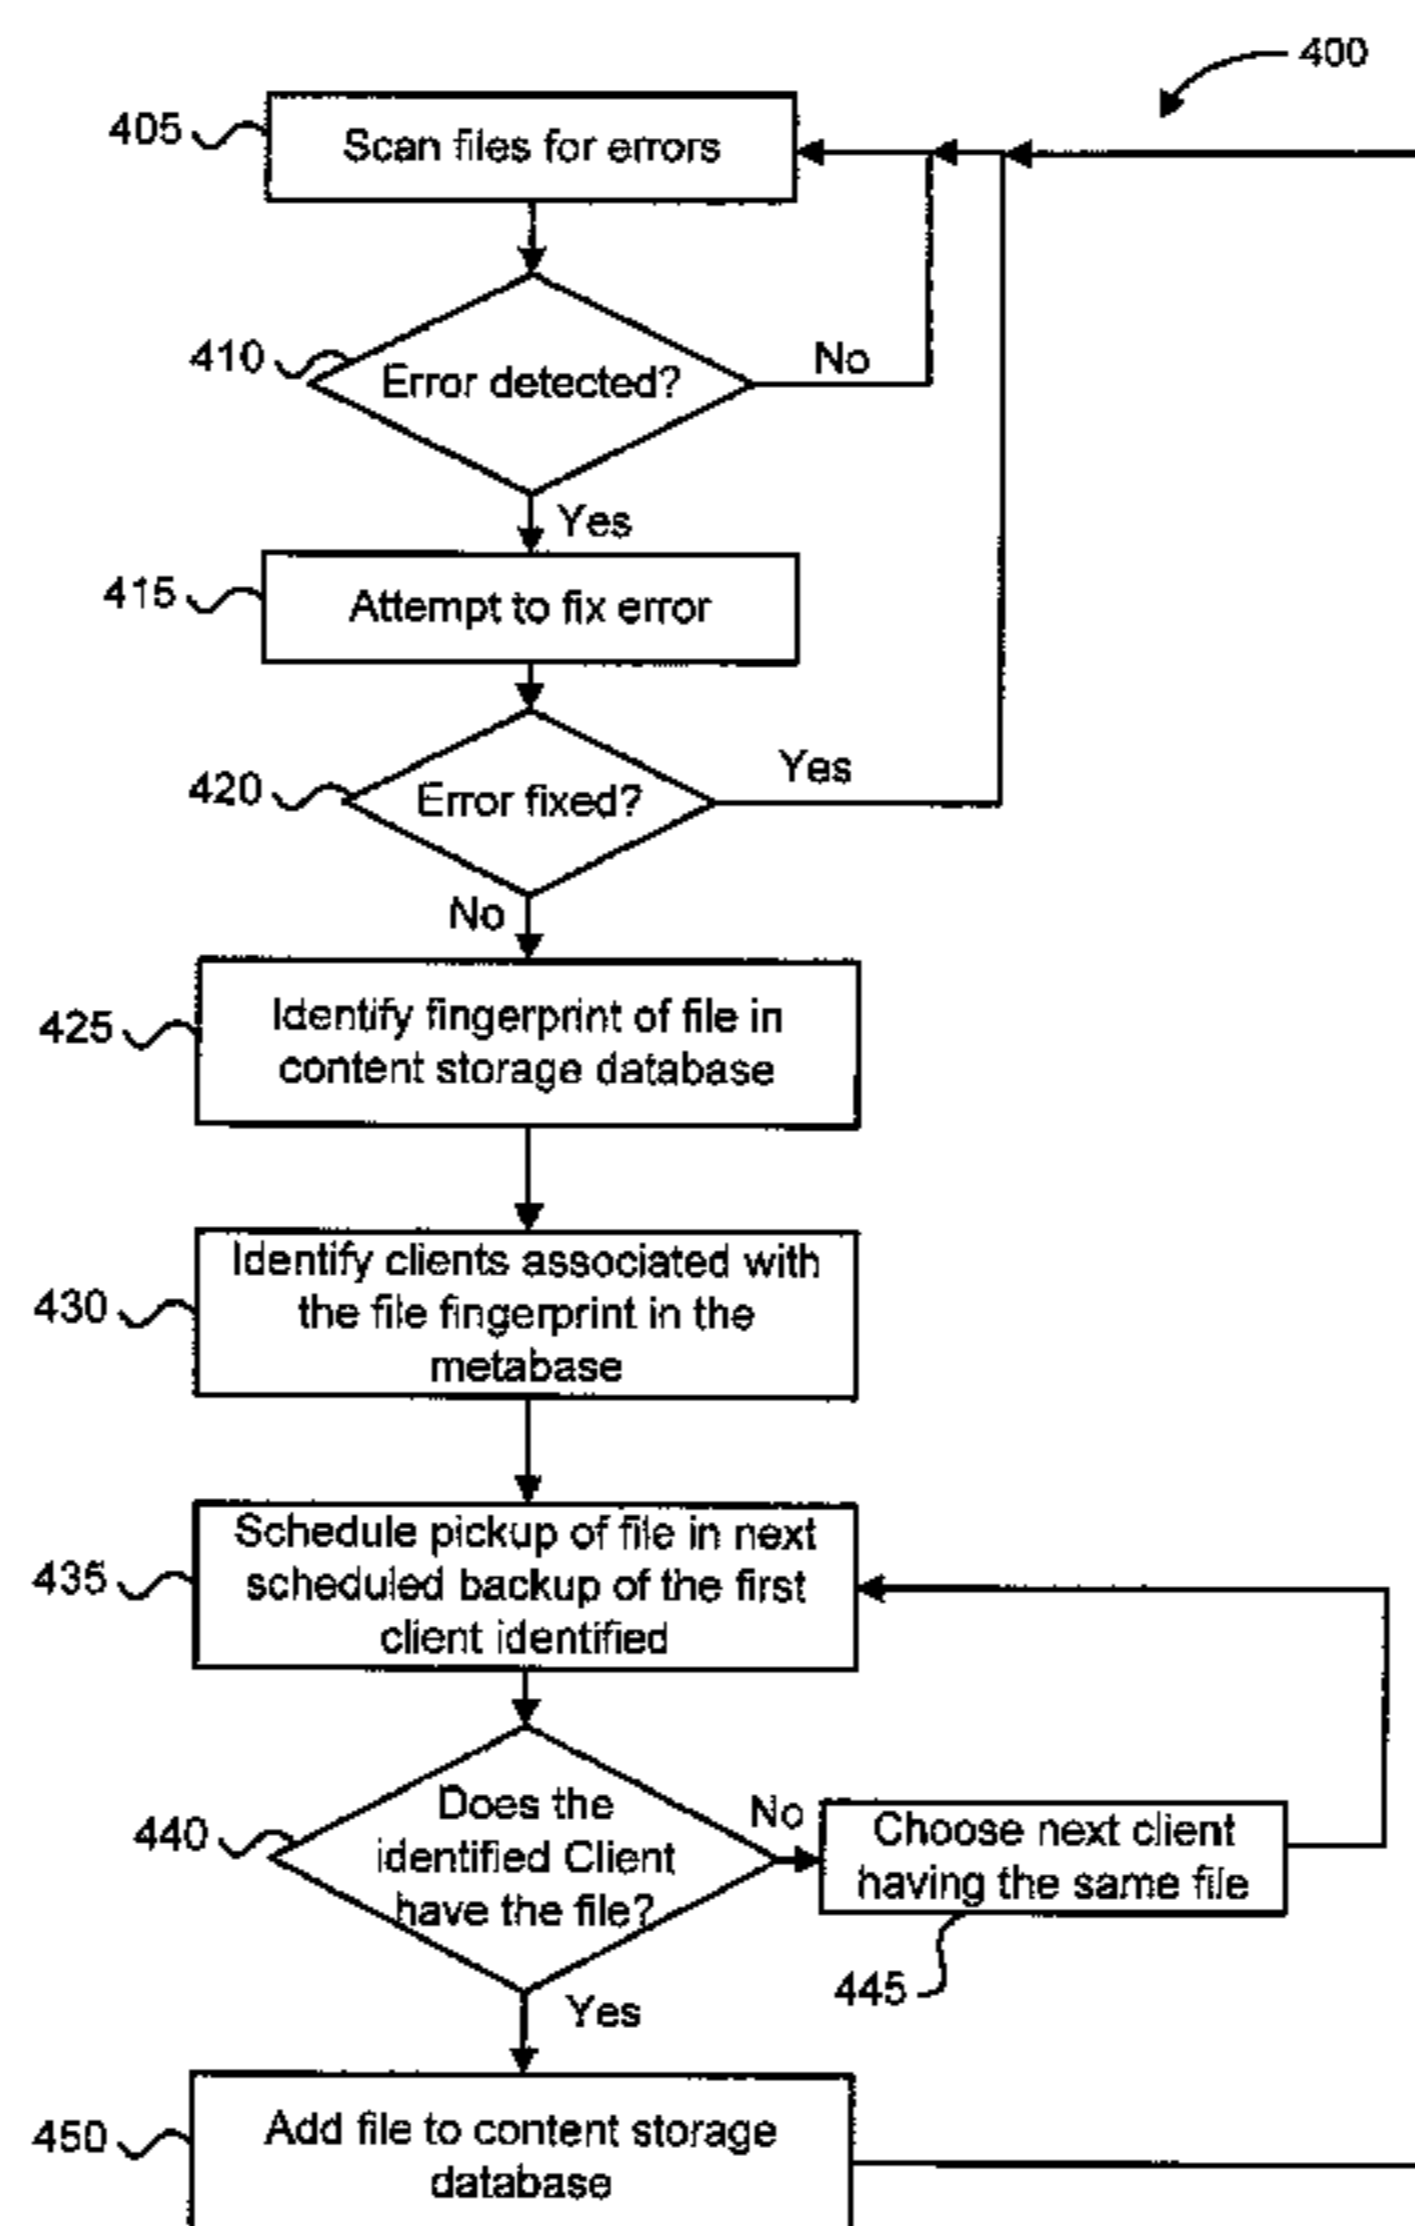 400
405
Scan files for errors
410
Error detected?
No
Yes
415
Attempt to fix error
420
Error fixed?
Yes
No
425
Identify fingerprint of file in
content storage database
430
Identify clients associated with
the file fingerprint in the
metabase
435
Schedule pickup of file in next
scheduled backup of the first
client identified
440
Does the
identified Client
have the file?
No
Choose next client
having the same file
445
Yes
450
Add file to content storage
database